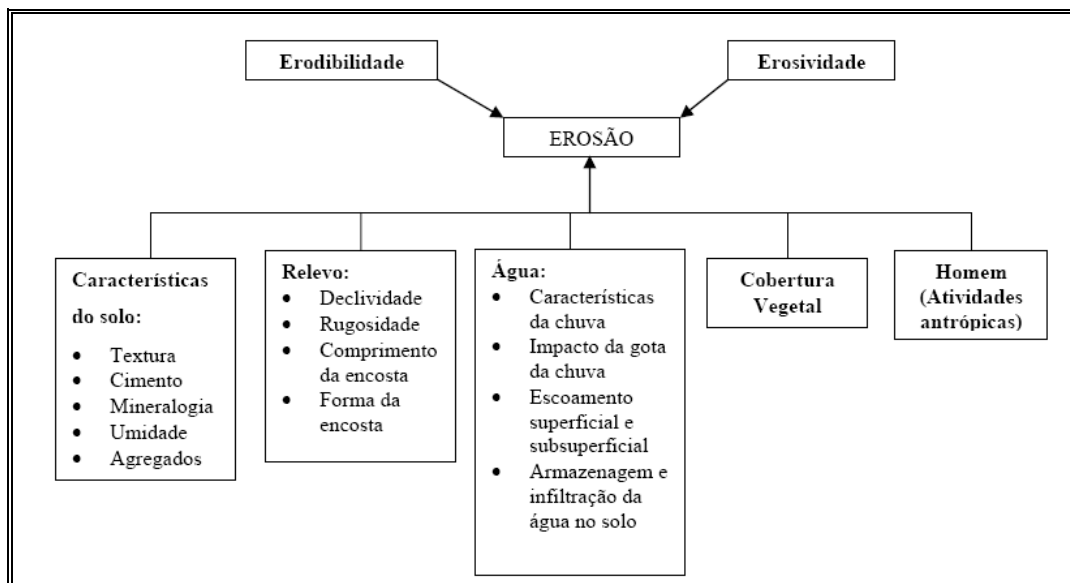 Erodibilidade
Erosividade
EROSÃO
Características
do solo:
• Textura
• Cimento
• Mineralogia
• Umidade
• Agregados
Relevo:
• Declividade
• Rugosidade
• Comprimento
da encosta
• Forma da
encosta
Água:
• Características
da chuva
• Impacto da gota
da chuva
• Escoamento
superficial e
subsuperficial
• Armazenagem e
infiltração da
água no solo
Cobertura
Vegetal
Homem
(Atividades
antrópicas)